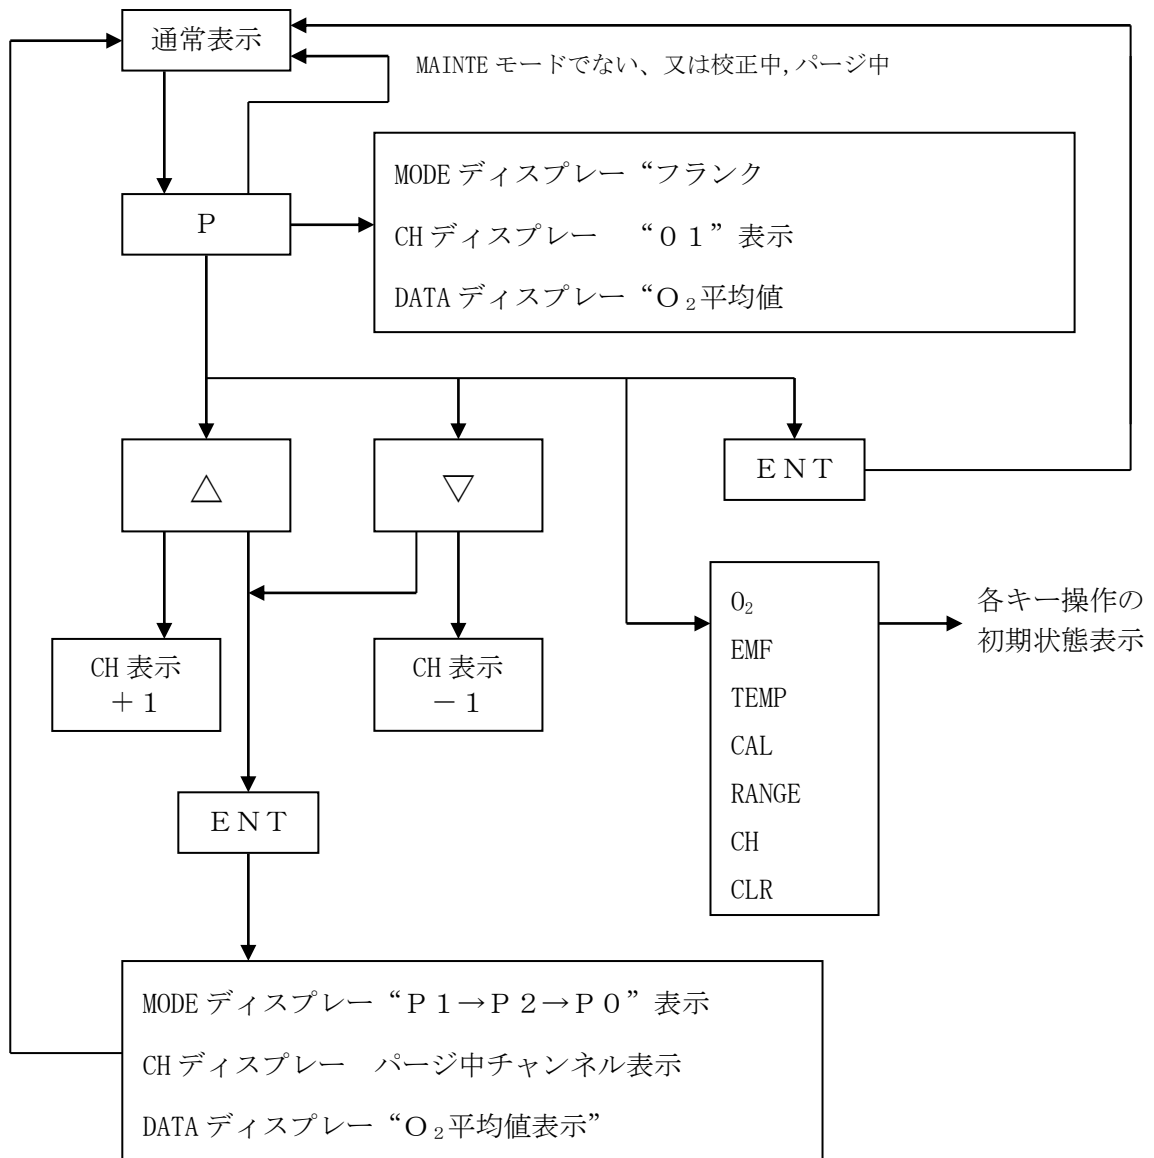 通常表示
MAINTE モードでない、又は校正中,パージ中
MODE ディスプレー “フランク
CH ディスプレー　“０１”表示
DATA ディスプレー “Ｏ₂平均値
Ｐ
△
▽
ＥＮＴ
O₂
EMF
TEMP
CAL
RANGE
CH
CLR
各キー操作の
初期状態表示
CH 表示
＋１
CH 表示
－１
ＥＮＴ
MODE ディスプレー “Ｐ１→Ｐ２→Ｐ０”表示
CH ディスプレー　パージ中チャンネル表示
DATA ディスプレー “Ｏ₂平均値表示”